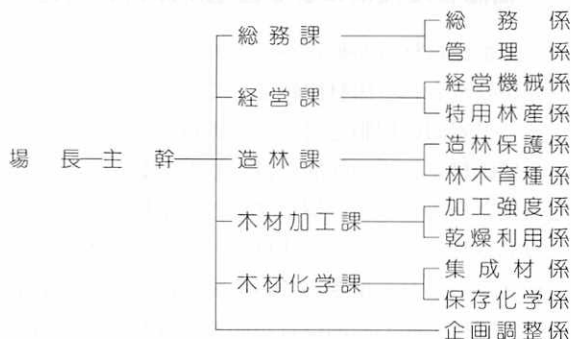 総務課
総務係
管理係
経営課
経営機械係
特用林産係
場長 主幹
造林課
造林保護係
林木育種係
木材加工課
加工強度係
乾燥利用係
木材化学課
集成材係
保存化学係
企画調整係